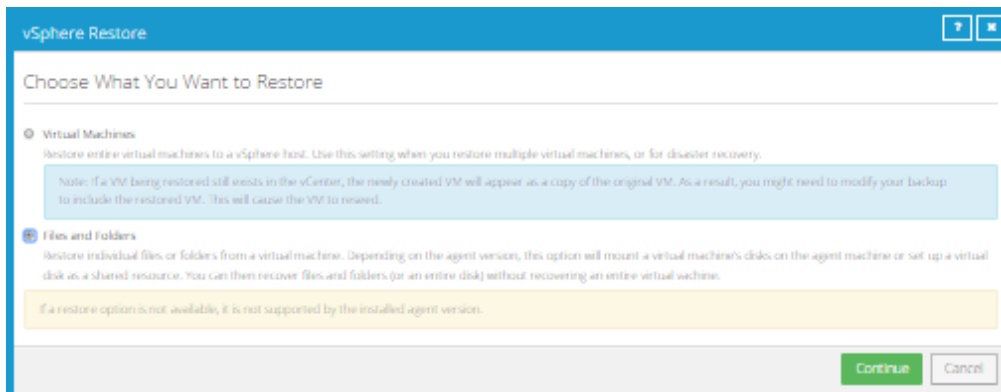 vSphere Restore
? ×
Choose What You Want to Restore
Virtual Machines
Restore entire virtual machines to a vSphere host. Use this setting when you restore multiple virtual machines, or for disaster recovery.
Note: If a VM being restored still exists in the vCenter, the newly created VM will appear as a copy of the original VM. As a result, you might need to modify your backup
to include the restored VM. This will cause the VM to reseed.
Files and Folders
Restore individual files or folders from a virtual machine. Depending on the agent version, this option will mount a virtual machine's disks on the agent machine or set up a virtual
disk as a shared resource. You can then recover files and folders (or an entire disk) without recovering an entire virtual machine.
If a restore option is not available, it is not supported by the installed agent version.
Continue Cancel